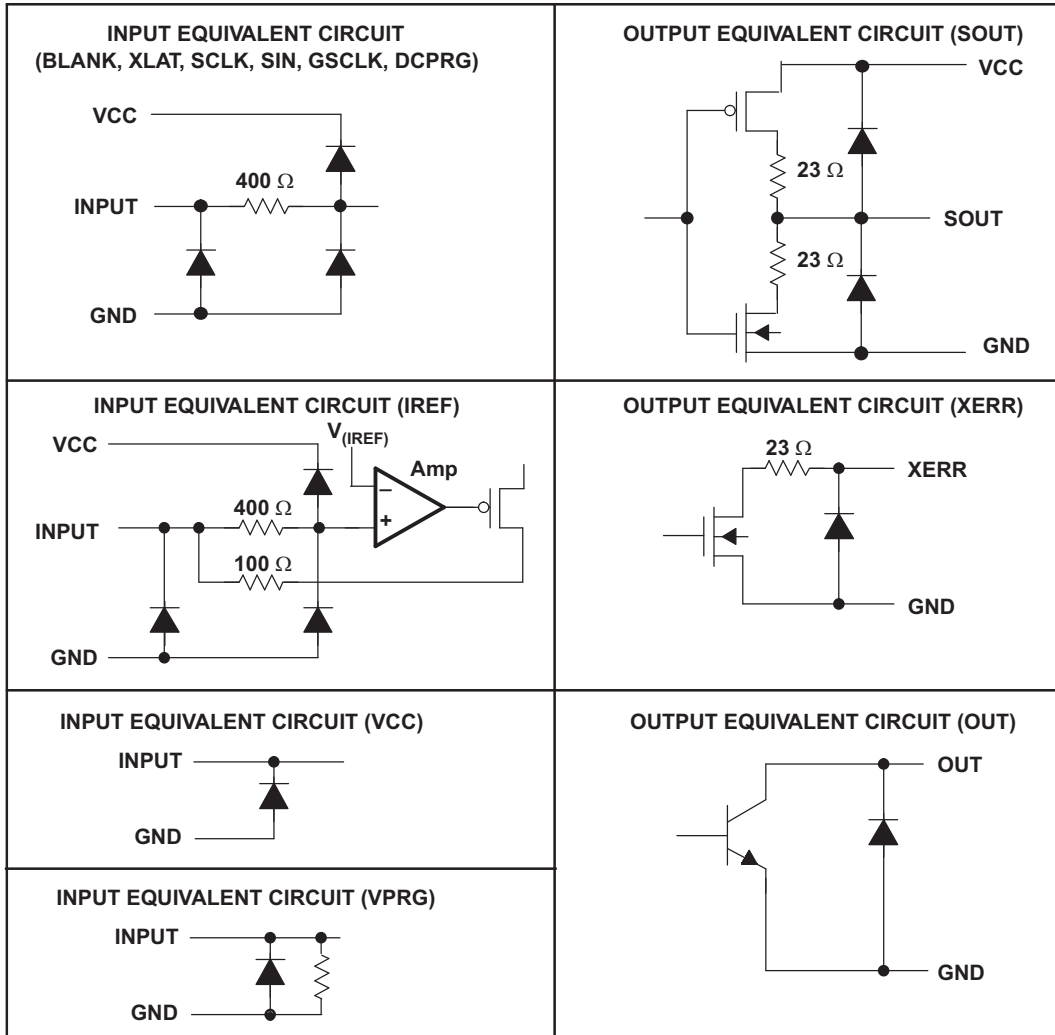 INPUT EQUIVALENT CIRCUIT
(BLANK, XLAT, SCLK, SIN, GSCLK, DCPRG)
VCC
400 Ω
INPUT
GND
OUTPUT EQUIVALENT CIRCUIT (SOUT)
VCC
23 Ω
SOUT
23 Ω
GND
INPUT EQUIVALENT CIRCUIT (IREF)
V(IREF)
VCC
Amp
INPUT
400 Ω
100 Ω
GND
−
+
OUTPUT EQUIVALENT CIRCUIT (XERR)
23 Ω
XERR
GND
INPUT EQUIVALENT CIRCUIT (VCC)
INPUT
GND
OUTPUT EQUIVALENT CIRCUIT (OUT)
OUT
GND
INPUT EQUIVALENT CIRCUIT (VPRG)
INPUT
GND